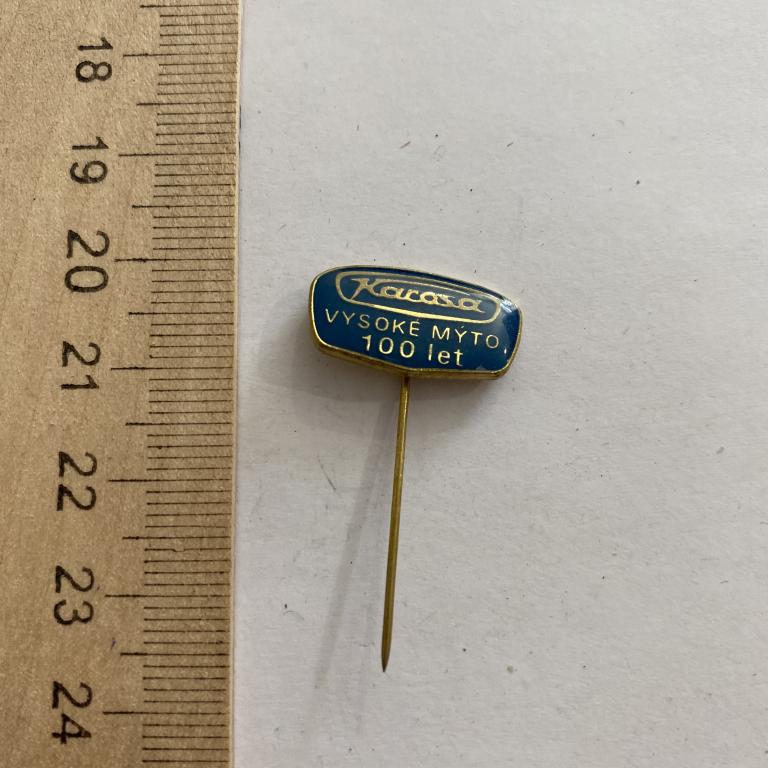 18
19
20
21
22
23
24
Karosa
VYSOKÉ MÝTO
100 let